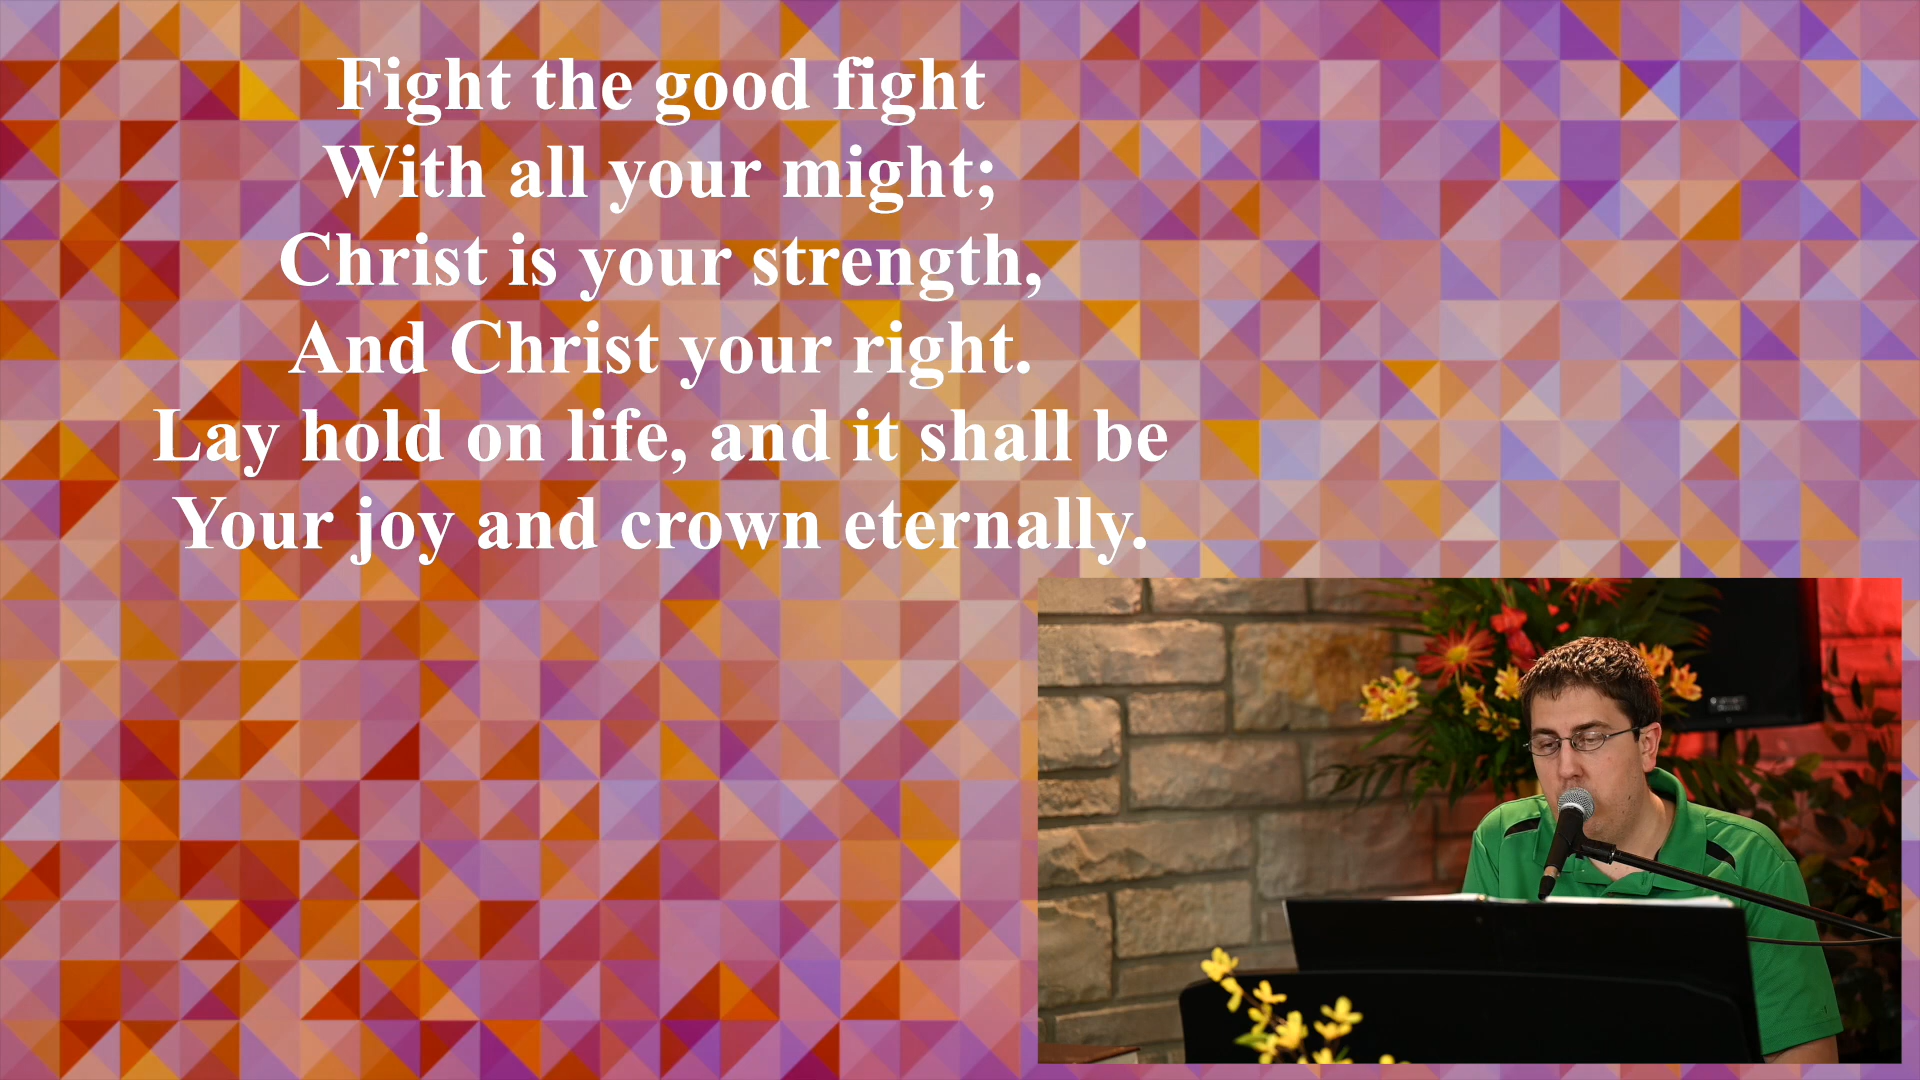 Fight the good fight
With all your might;
Christ is your strength,
And Christ your right.
Lay hold on life, and it shall be
Your joy and crown eternally.